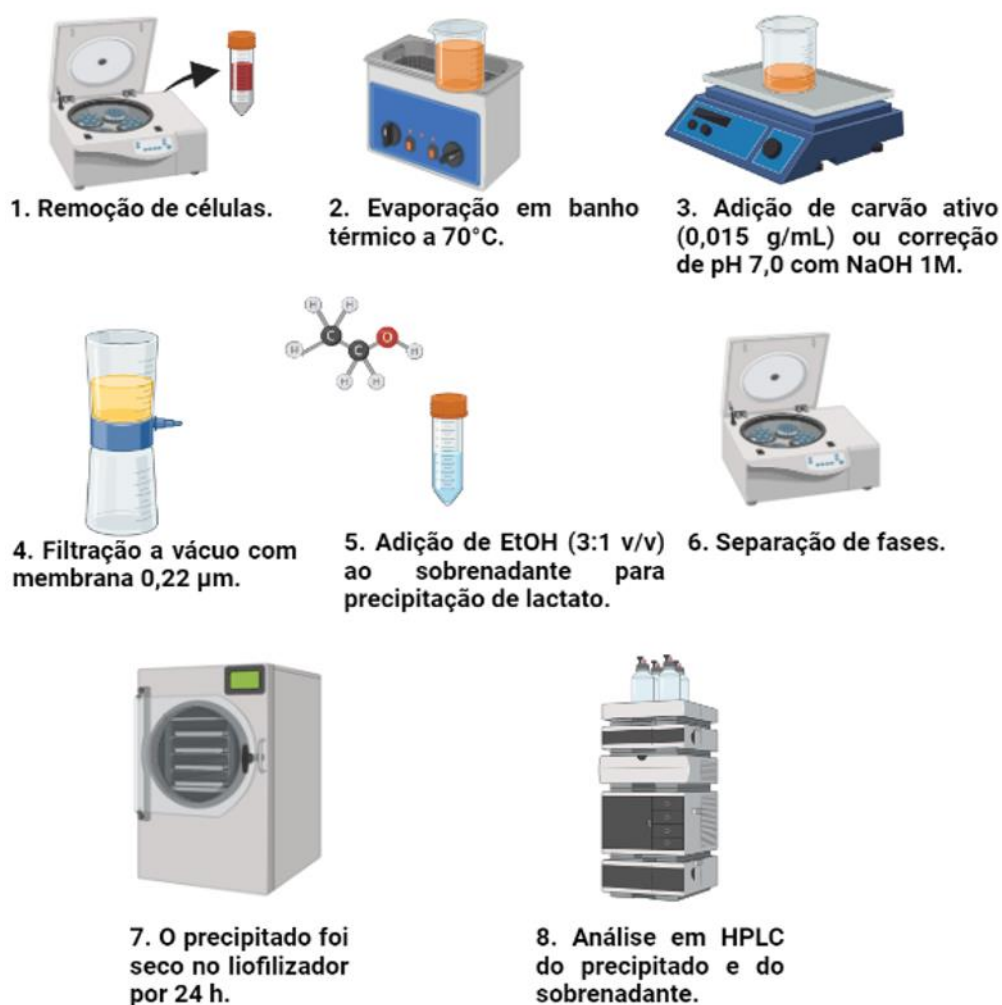 1. Remoção de células.
2. Evaporação em banho
térmico a 70°C.
3. Adição de carvão ativo
(0,015 g/mL) ou correção
de pH 7,0 com NaOH 1M.
H
H
H
C
C
O
H
H
H
4. Filtração a vácuo com
membrana 0,22 µm.
5. Adição de EtOH (3:1 v/v)
ao sobrenadante para
precipitação de lactato.
6. Separação de fases.
7. O precipitado foi
seco no liofilizador
por 24 h.
8. Análise em HPLC
do precipitado e do
sobrenadante.